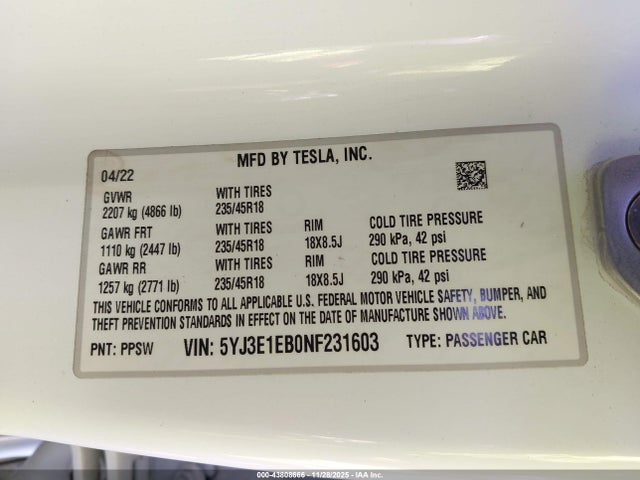 MFD BY TESLA, INC.
04/22
GVWR WITH TIRES
2207 kg (4866 lb) 235/45R18
GAWR FRT WITH TIRES RIM COLD TIRE PRESSURE
1110 kg (2447 lb) 235/45R18 18X8.5J 290 kPa, 42 psi
GAWR RR WITH TIRES RIM COLD TIRE PRESSURE
1257 kg (2771 lb) 235/45R18 18X8.5J 290 kPa, 42 psi
THIS VEHICLE CONFORMS TO ALL APPLICABLE U.S. FEDERAL MOTOR VEHICLE SAFETY, BUMPER, AND
THEFT PREVENTION STANDARDS IN EFFECT ON THE DATE OF MANUFACTURE SHOWN ABOVE.
PNT: PPSW VIN: 5YJ3E1EB0NF231603 TYPE: PASSENGER CAR
000-43808666 - 11/28/2025 - IAA Inc.